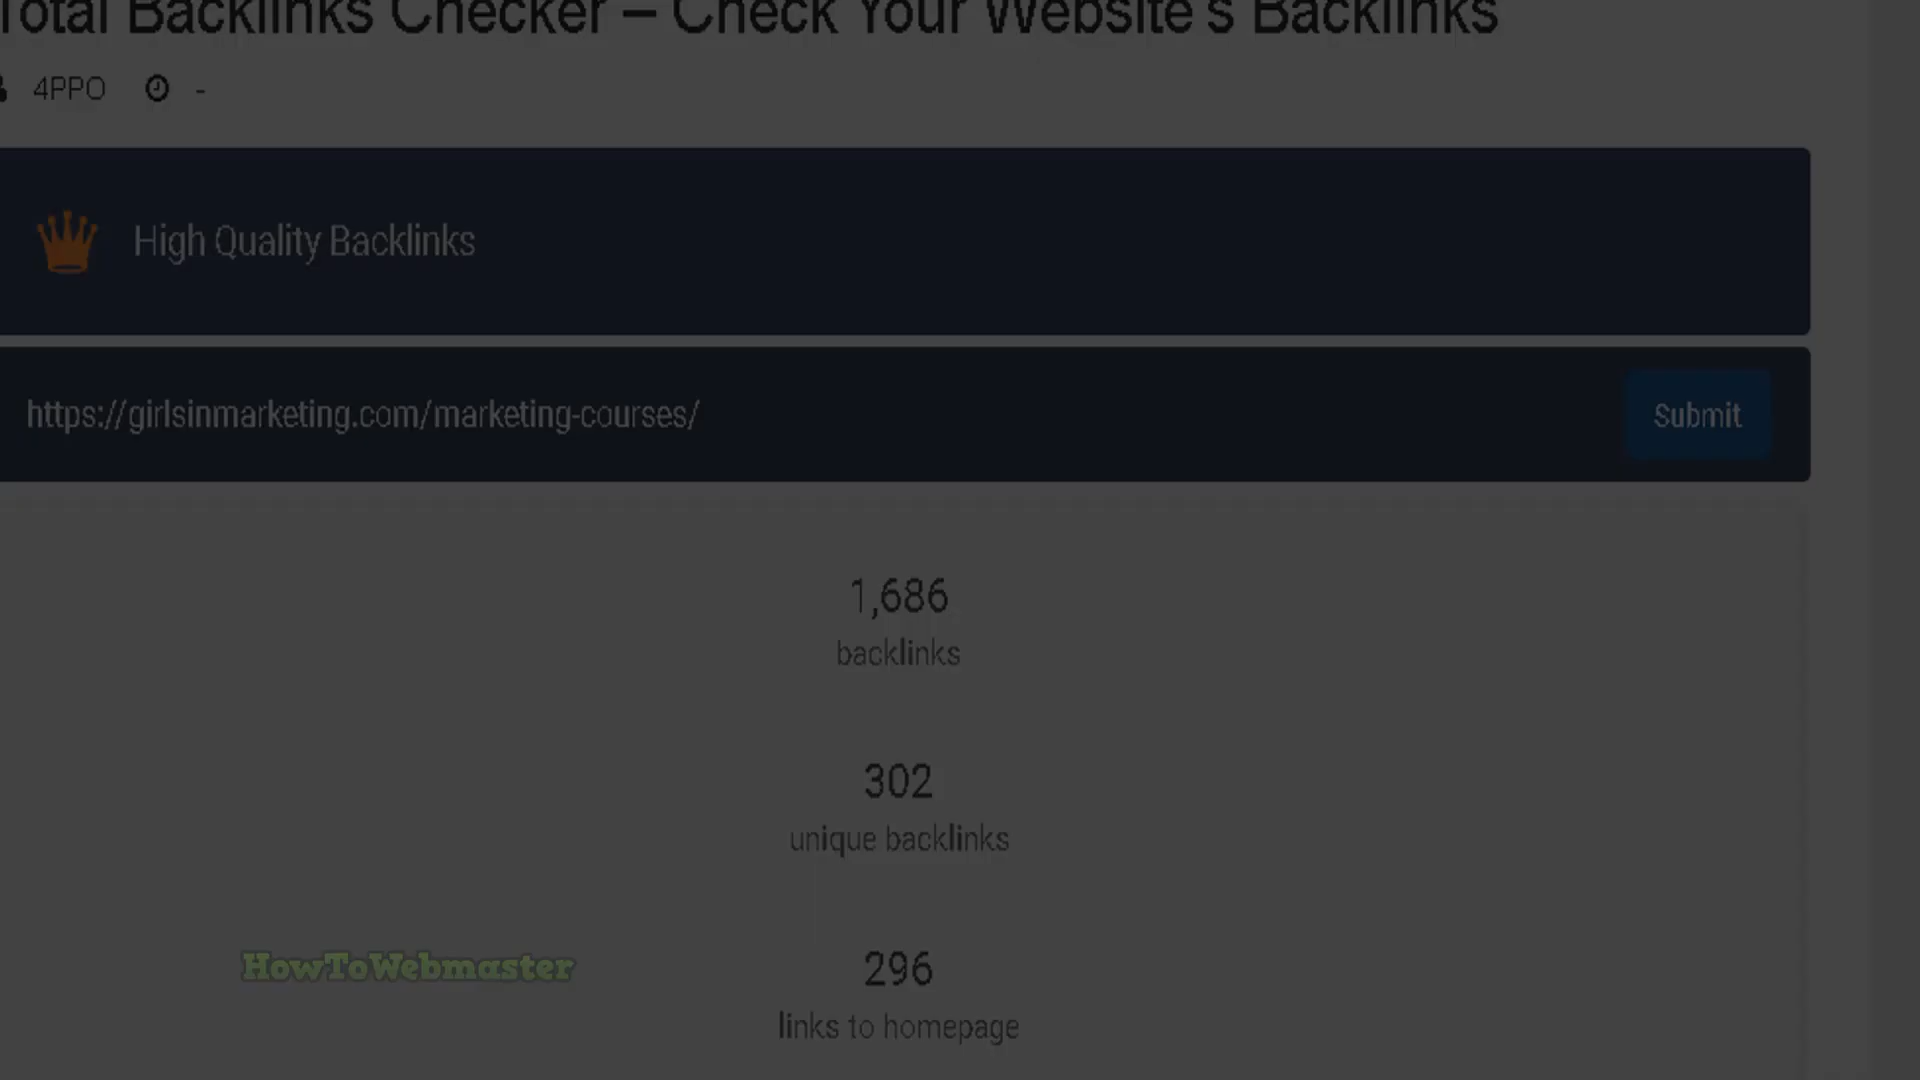 Total Backlinks Checker – Check Your Website's Backlinks
4PPO -
High Quality Backlinks
https://girlsinmarketing.com/marketing-courses/
Submit
1,686
backlinks
302
unique backlinks
296
links to homepage
HowToWebmaster